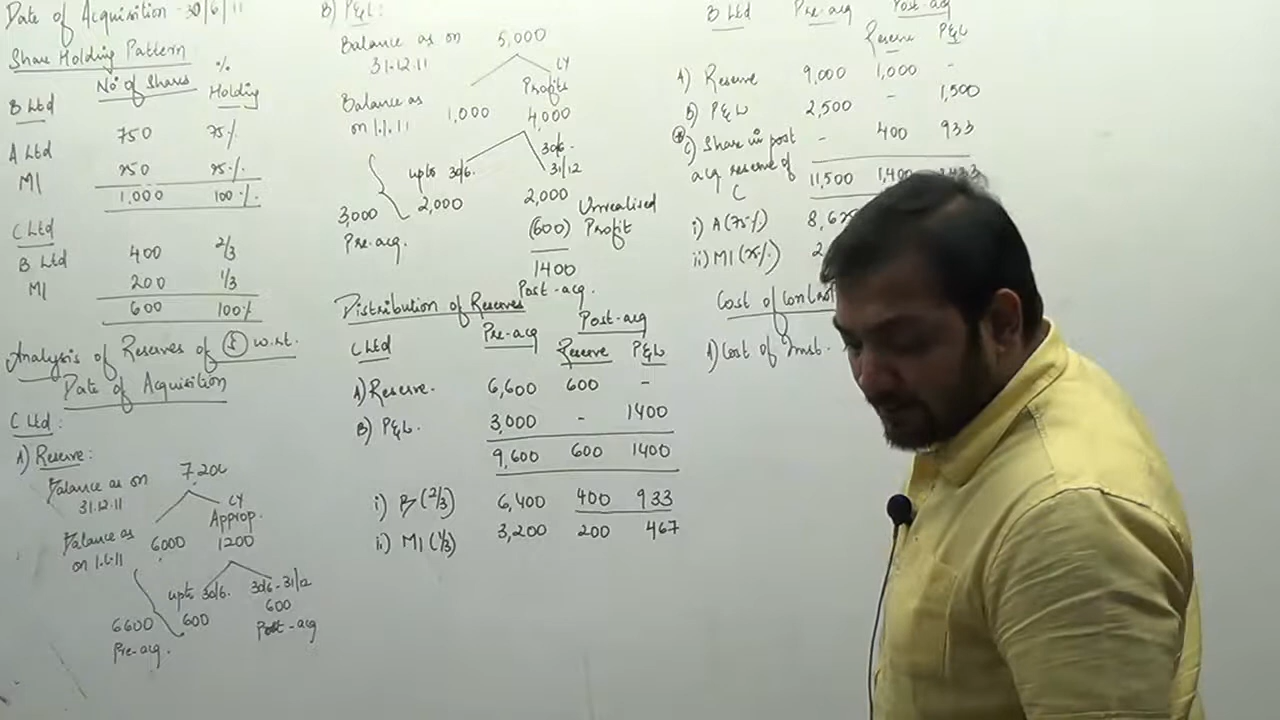 Date of Acquisition - 30/6/11
Share Holding Pattern
No of Shares % Holding
B Ltd
A Ltd 750 75%
MI 250 25%
1,000 100%
C Ltd
B Ltd 400 2/3
MI 200 1/3
600 100%
Analysis of Reserves of w.r.t.
Date of Acquisition
C Ltd:
A) Reserve:
Balance as on 31.12.11 7,200
Balance as on 1.1.11 6000
CY Approp. 1200
upto 30/6. 600
30/6-31/12 600
6600 Pre-acq.
Post-acq
B) P&L:
Balance as on 31.12.11 5,000
CY Profits
Balance as on 1.1.11 1,000 4,000
upto 30/6. 2,000
30/6- 31/12 2,000
3,000 Pre-acq.
(600) Unrealised Profit
1400
Post-acq.
Distribution of Reserves
C Ltd Pre-acq Post-acq
Reserve P&L
A) Reserve. 6,600 600 -
B) P&L. 3,000 - 1400
9,600 600 1400
i) B (2/3) 6,400 400 933
ii) MI (1/3) 3,200 200 467
B Ltd Pre-acq Post-acq
Reserve P&L
A) Reserve 9,000 1,000 -
B) P&L 2,500 - 1,500
C) Share in post acq reserve of C - 400 933
11,500 1,400
i) A (75%)
ii) MI (25%)
Cost of
A) Cost of Inst.